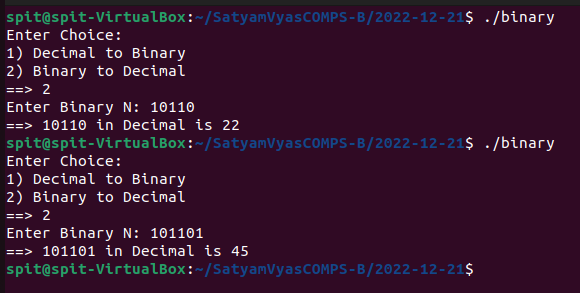 spit@spit-VirtualBox:~/SatyamVyasCOMPS-B/2022-12-21$ ./binary
Enter Choice:
1) Decimal to Binary
2) Binary to Decimal
==> 2
Enter Binary N: 10110
==> 10110 in Decimal is 22
spit@spit-VirtualBox:~/SatyamVyasCOMPS-B/2022-12-21$ ./binary
Enter Choice:
1) Decimal to Binary
2) Binary to Decimal
==> 2
Enter Binary N: 101101
==> 101101 in Decimal is 45
spit@spit-VirtualBox:~/SatyamVyasCOMPS-B/2022-12-21$